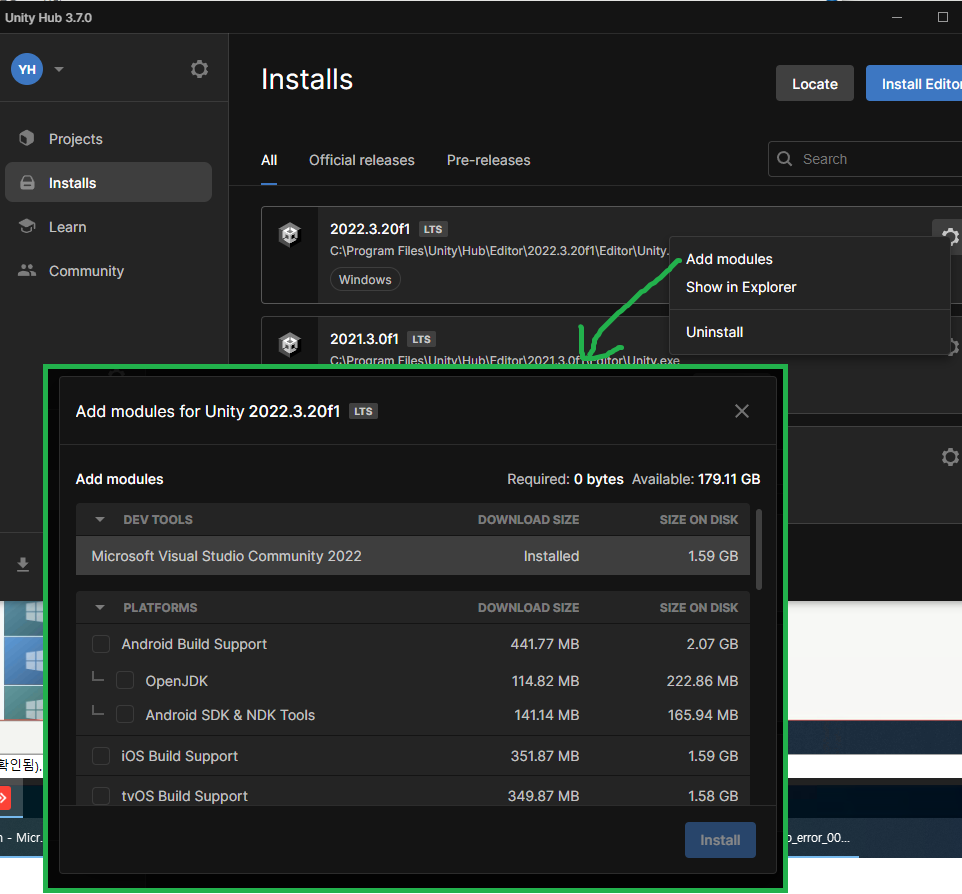 Unity Hub 3.7.0
YH
Installs
Locate
Install Editor
Projects
Installs
Learn
Community
All
Official releases
Pre-releases
Search
2022.3.20f1 LTS
C:\Program Files\Unity\Hub\Editor\2022.3.20f1\Editor\Unity.
Windows
Add modules
Show in Explorer
Uninstall
2021.3.0f1 LTS
C:\Program Files\Unity\Hub\Editor\2021.3.0f1\Editor\Unity.exe
Add modules for Unity 2022.3.20f1 LTS
Add modules
Required: 0 bytes Available: 179.11 GB
DEV TOOLS DOWNLOAD SIZE SIZE ON DISK
Microsoft Visual Studio Community 2022 Installed 1.59 GB
PLATFORMS DOWNLOAD SIZE SIZE ON DISK
Android Build Support 441.77 MB 2.07 GB
OpenJDK 114.82 MB 222.86 MB
Android SDK & NDK Tools 141.14 MB 165.94 MB
iOS Build Support 351.87 MB 1.59 GB
tvOS Build Support 349.87 MB 1.58 GB
Install
확인됨).
- Micr...
_error_00...